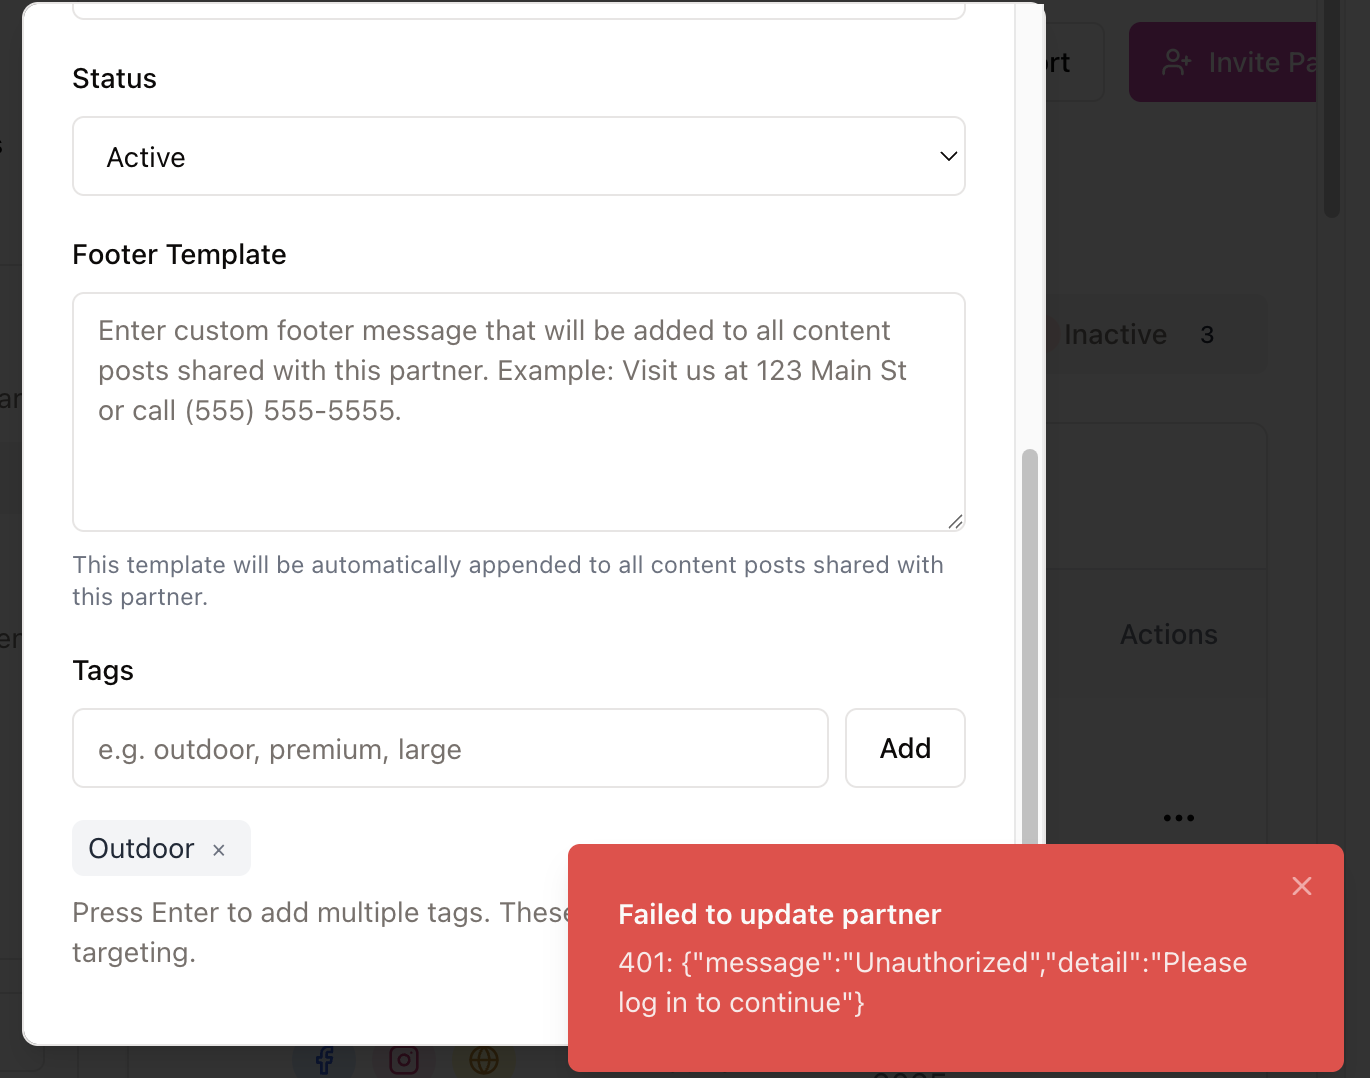 Status
Active
Footer Template
Enter custom footer message that will be added to all content
posts shared with this partner. Example: Visit us at 123 Main St
or call (555) 555-5555.
This template will be automatically appended to all content posts shared with
this partner.
Tags
e.g. outdoor, premium, large
Add
Outdoor ×
Press Enter to add multiple tags. These
targeting.
Invite Pa
Inactive 3
Actions
Failed to update partner
401: {"message":"Unauthorized","detail":"Please
log in to continue"}